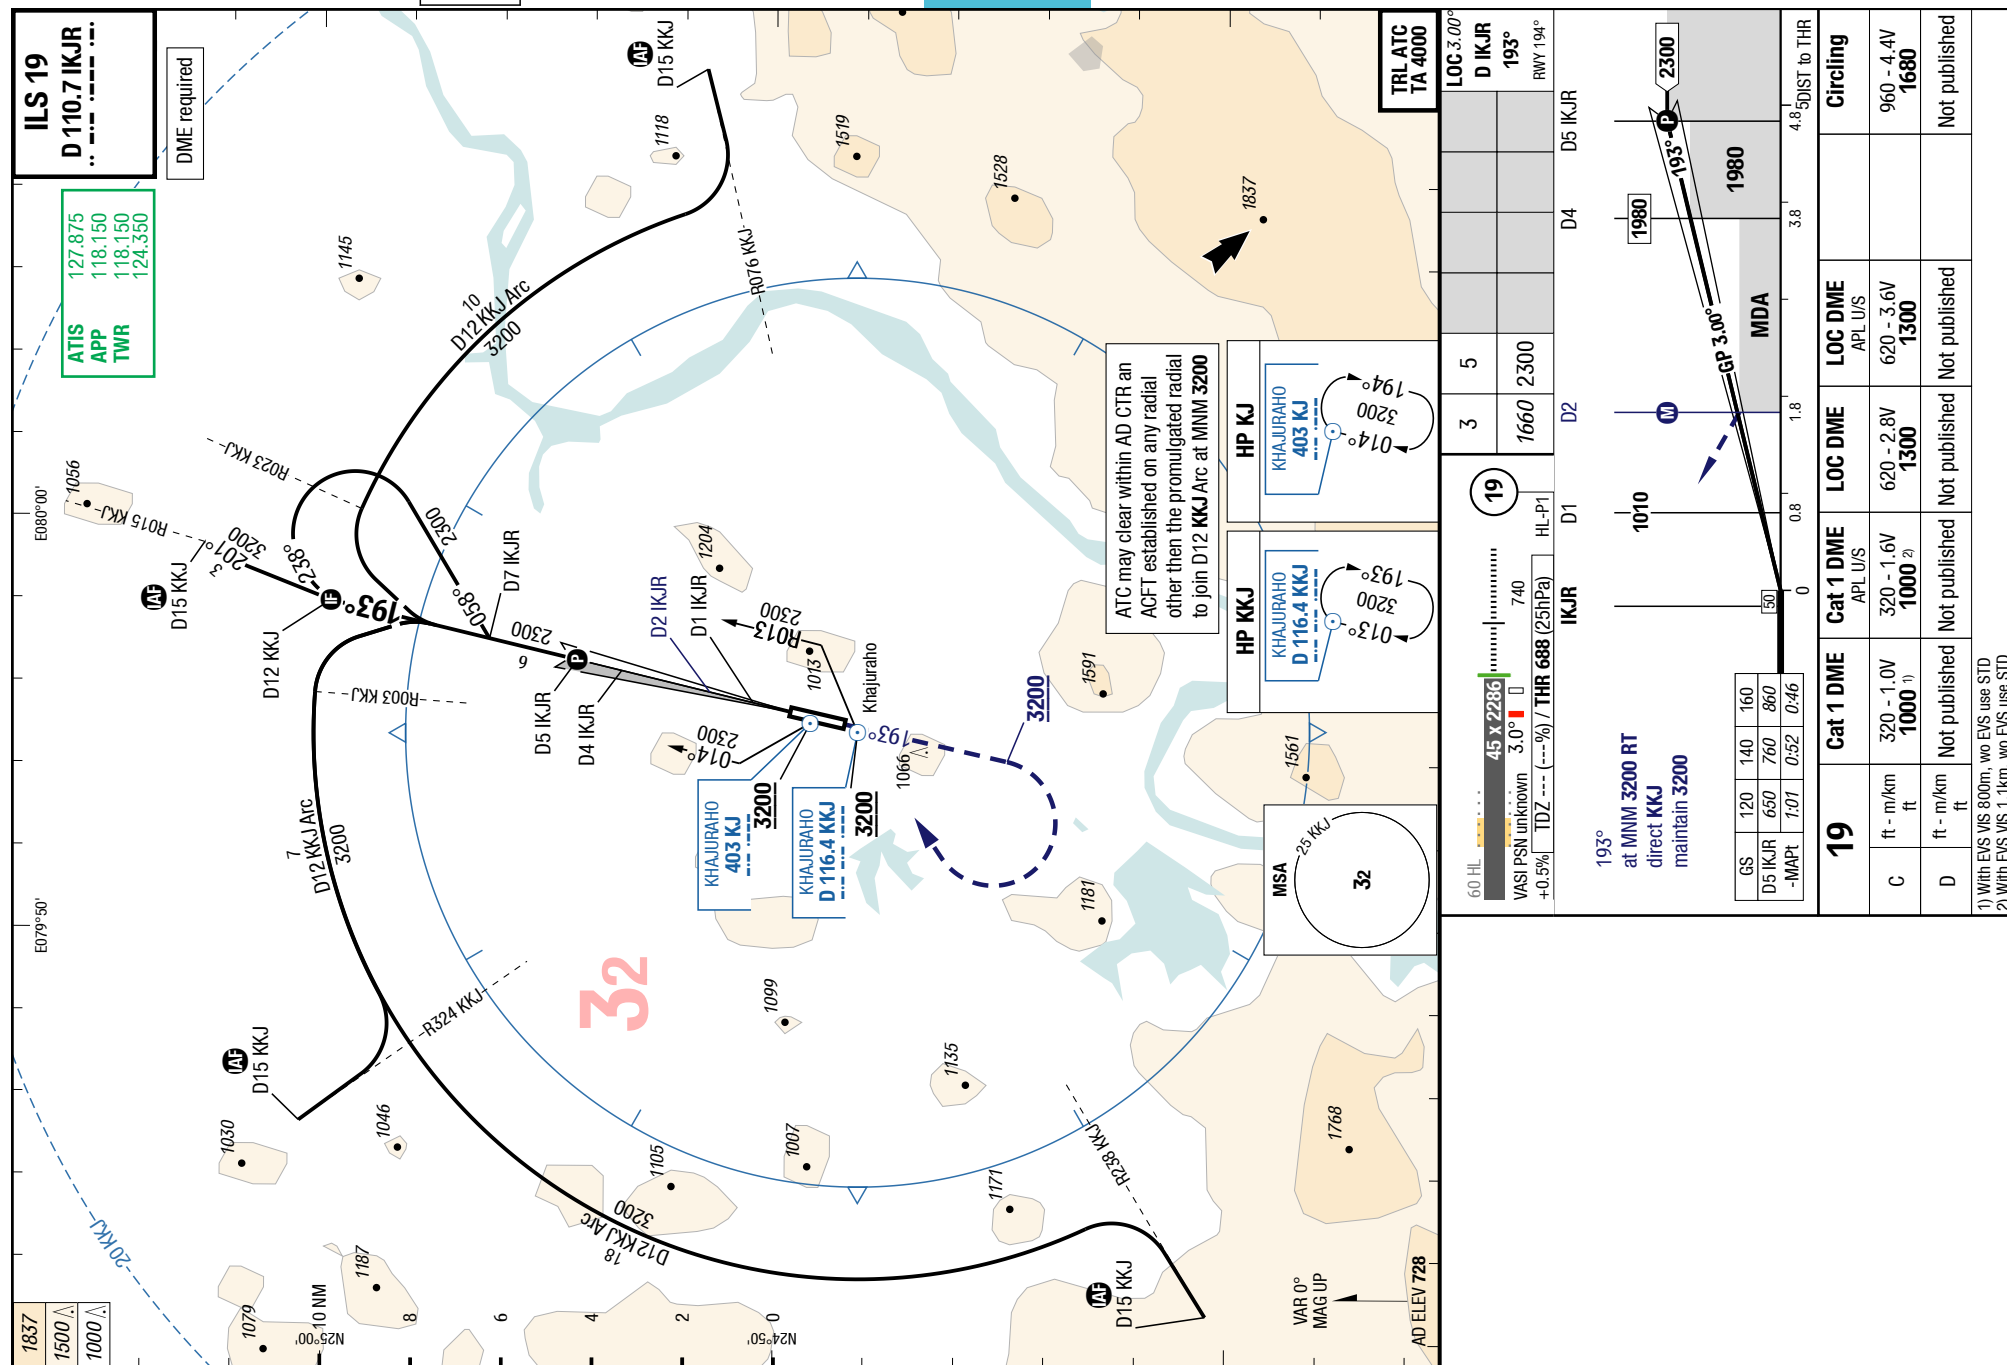 ILS 19
D 110.7 IKJR
DME required
ATIS 127.875
APP 118.150
TWR 118.150
124.350
TRL ATC
TA 4000
20 KKJ
1837
1500
1000
1079
1187
1030
1046
1105
1007
1171
1135
1099
1768
1181
1561
1591
1066
1013
1204
1056
1145
1118
1519
1528
1837
E080°00'
E079°50'
N25°00'
N24°50'
10 NM
8
6
4
2
0
IAF
D15 KKJ
IAF
D15 KKJ
IAF
D15 KKJ
IAF
D15 KKJ
R015 KKJ
R023 KKJ
R003 KKJ
R076 KKJ
R324 KKJ
R238 KKJ
201°
3200
3
238°
IF
D12 KKJ
193°
058°
2300
D7 IKJR
2300
6
P
D5 IKJR
D4 IKJR
D2 IKJR
D1 IKJR
10
D12 KKJ Arc
3200
7
D12 KKJ Arc
3200
18
D12 KKJ Arc
3200
R013
2300
014°
2300
Khajuraho
KHAJURAHO
403 KJ
3200
KHAJURAHO
D 116.4 KKJ
3200
193°
3200
32
ATC may clear within AD CTR an
ACFT established on any radial
other then the promulgated radial
to join D12 KKJ Arc at MNM 3200
HP KKJ
KHAJURAHO
D 116.4 KKJ
013°
3200
193°
HP KJ
KHAJURAHO
403 KJ
014°
3200
194°
MSA
25 KKJ
32
VAR 0°
MAG UP
AD ELEV 728
3 5
1660 2300
LOC 3.00°
D IKJR
193°
RWY 194°
60 HL
45 x 2286
740
19
VASI PSN unknown 3.0°
HL-P1
+0.5% TDZ ---- (---%) / THR 688 (25hPa)
IKJR
D1
D2
D4
D5 IKJR
193°
at MNM 3200 RT
direct KKJ
maintain 3200
1010
M
1980
2300
P
193°
GP 3.00°
MDA
1980
50
0
0.8
1.8
3.8
4.8
5
DIST to THR
GS 120 140 160
D5 IKJR 650 760 860
-MAPt 1:01 0:52 0:46
19 Cat 1 DME Cat 1 DME APL U/S LOC DME LOC DME APL U/S Circling
C ft - m/km 320 - 1.0V 320 - 1.6V 620 - 2.8V 620 - 3.6V 960 - 4.4V
ft 1000 1) 1000 2) 1300 1300 1680
D ft - m/km ft Not published Not published Not published Not published Not published
1) With EVS VIS 800m, wo EVS use STD
2) With EVS VIS 1.1km, wo EVS use STD